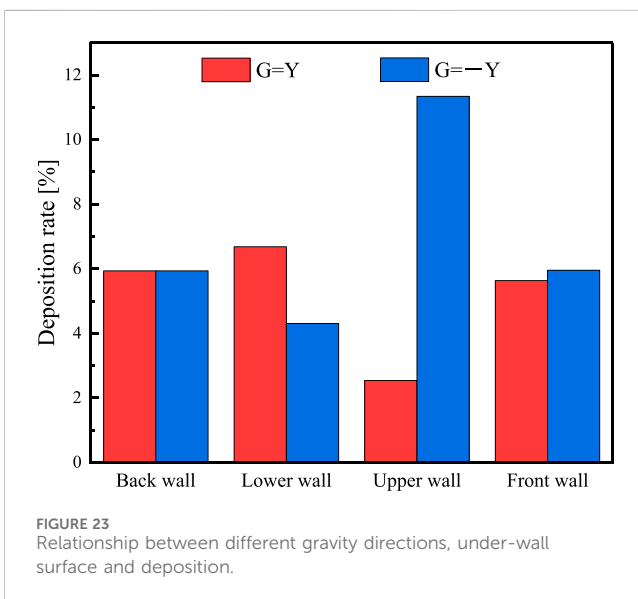 G=Y
G=—Y
Deposition rate [%]
12
10
8
6
4
2
0
Back wall
Lower wall
Upper wall
Front wall
FIGURE 23
Relationship between different gravity directions, under-wall
surface and deposition.